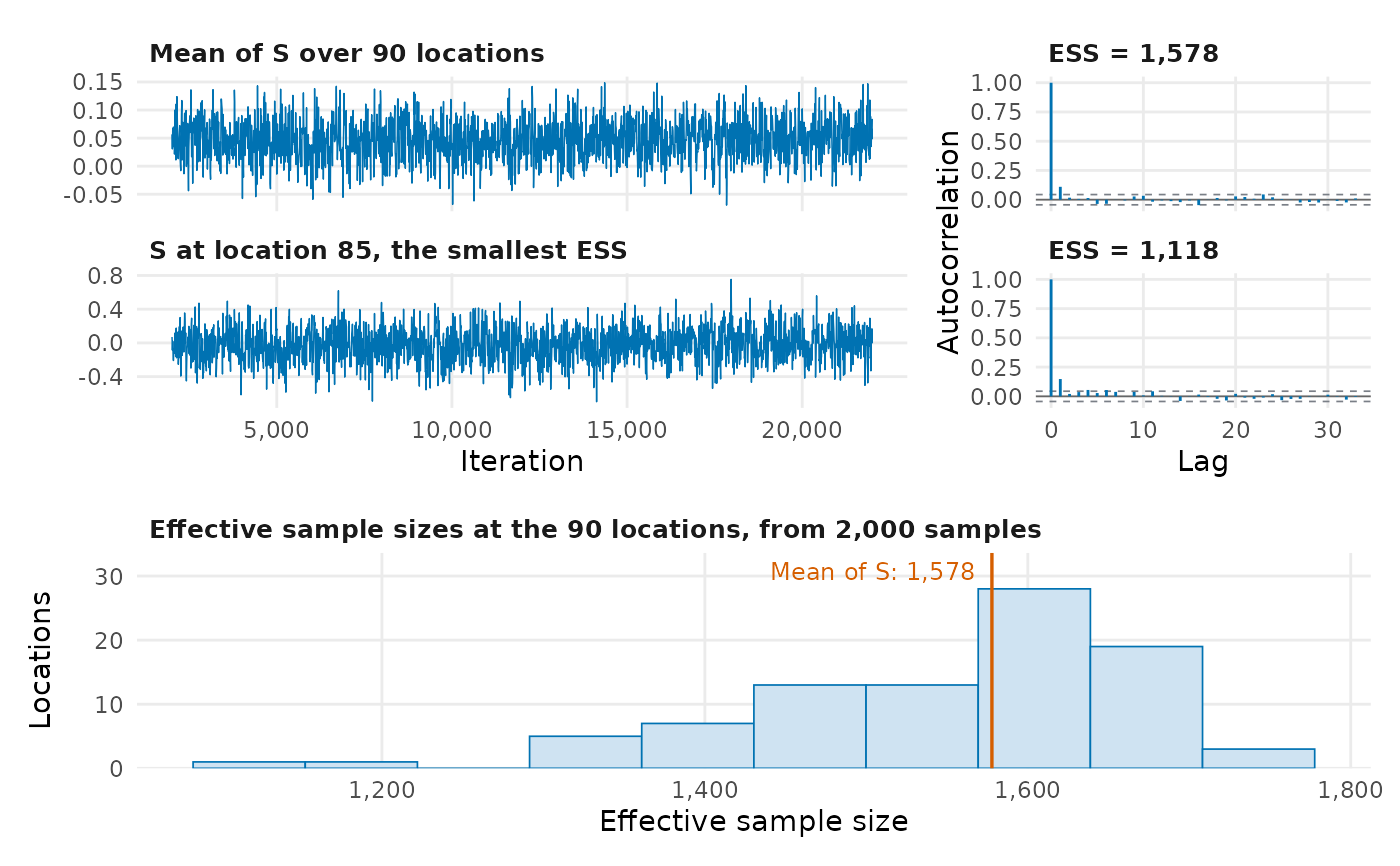 Mean of S over 90 locations
0.15
0.10
0.05
0.00
-0.05
ESS = 1,578
1.00
0.75
0.50
0.25
0.00
S at location 85, the smallest ESS
0.8
0.4
0.0
-0.4
5,000 10,000 15,000 20,000
Iteration
Autocorrelation
ESS = 1,118
1.00
0.75
0.50
0.25
0.00
0 10 20 30
Lag
Effective sample sizes at the 90 locations, from 2,000 samples
Mean of S: 1,578
Locations
30
20
10
0
1,200 1,400 1,600 1,800
Effective sample size